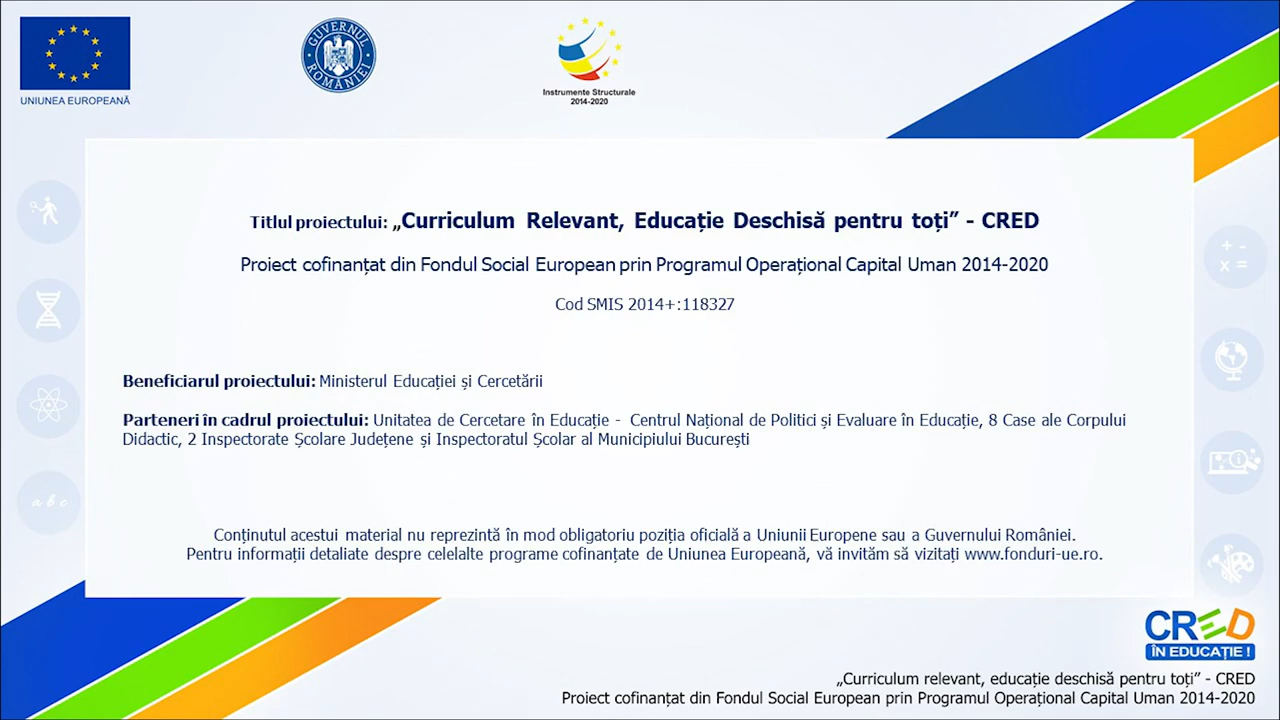 UNIUNEA EUROPEANĂ
GUVERNUL ROMÂNIEI
Instrumente Structurale
2014-2020
Titlul proiectului: „Curriculum Relevant, Educație Deschisă pentru toți” - CRED
Proiect cofinanțat din Fondul Social European prin Programul Operațional Capital Uman 2014-2020
Cod SMIS 2014+:118327
+ -
x =
Beneficiarul proiectului: Ministerul Educației și Cercetării
Parteneri în cadrul proiectului: Unitatea de Cercetare în Educație - Centrul Național de Politici și Evaluare în Educație, 8 Case ale Corpului
Didactic, 2 Inspectorate Școlare Județene și Inspectoratul Școlar al Municipiului București
a b c
Conținutul acestui material nu reprezintă în mod obligatoriu poziția oficială a Uniunii Europene sau a Guvernului României.
Pentru informații detaliate despre celelalte programe cofinanțate de Uniunea Europeană, vă invităm să vizitați www.fonduri-ue.ro.
CRED
ÎN EDUCAȚIE !
„Curriculum relevant, educație deschisă pentru toți” - CRED
Proiect cofinanțat din Fondul Social European prin Programul Operațional Capital Uman 2014-2020